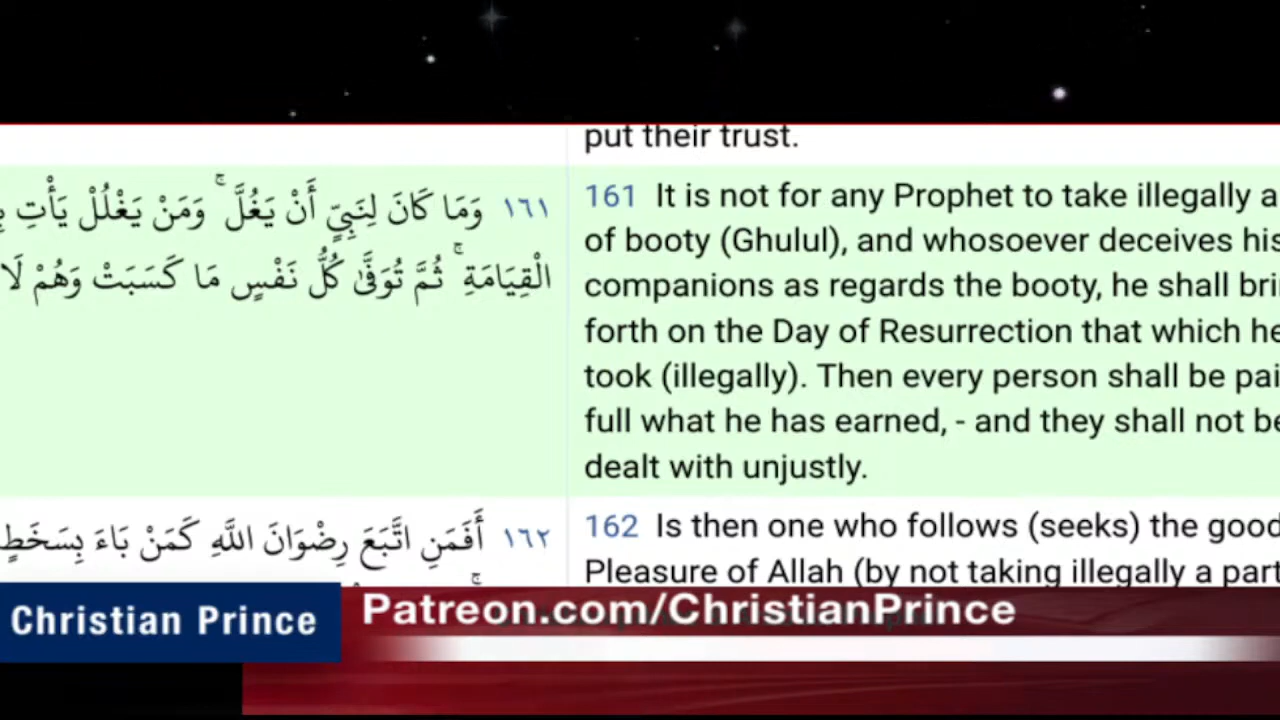 put their trust.
١٦١ وَمَا كَانَ لِنَبِيٍّ أَنْ يَغُلَّ ۚ وَمَنْ يَغْلُلْ يَأْتِ
الْقِيَامَةِ ۚ ثُمَّ تُوَفَّىٰ كُلُّ نَفْسٍ مَا كَسَبَتْ وَهُمْ لَا
161 It is not for any Prophet to take illegally a
of booty (Ghulul), and whosoever deceives his
companions as regards the booty, he shall bri
forth on the Day of Resurrection that which he
took (illegally). Then every person shall be pai
full what he has earned, - and they shall not be
dealt with unjustly.
١٦٢ أَفَمَنِ اتَّبَعَ رِضْوَانَ اللَّهِ كَمَنْ بَاءَ بِسَخَطٍ
162 Is then one who follows (seeks) the good
Pleasure of Allah (by not taking illegally a part
Christian Prince
Patreon.com/ChristianPrince